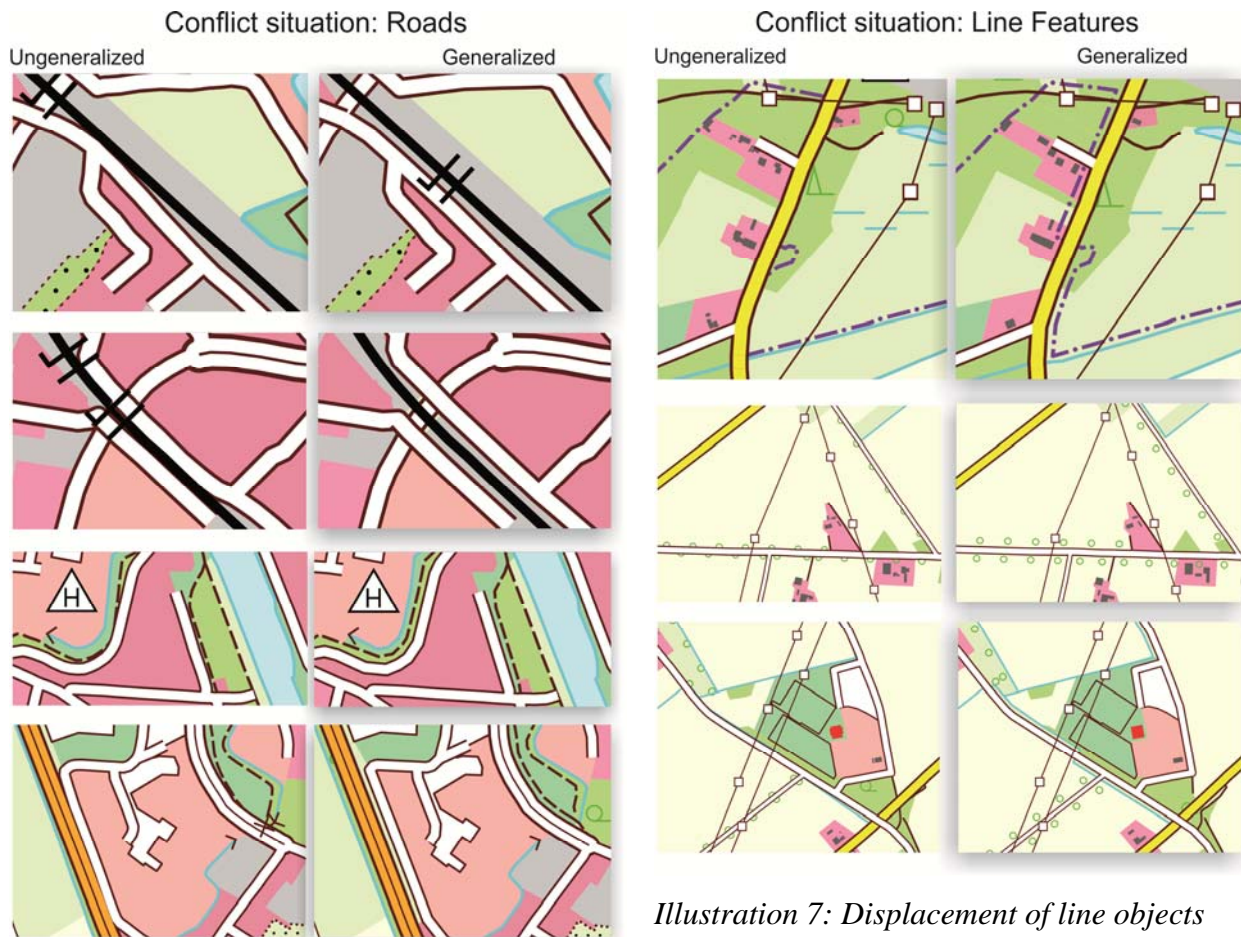 Conflict situation: Roads
Ungeneralized
Generalized
H
H
Conflict situation: Line Features
Ungeneralized
Generalized
Illustration 7: Displacement of line objects